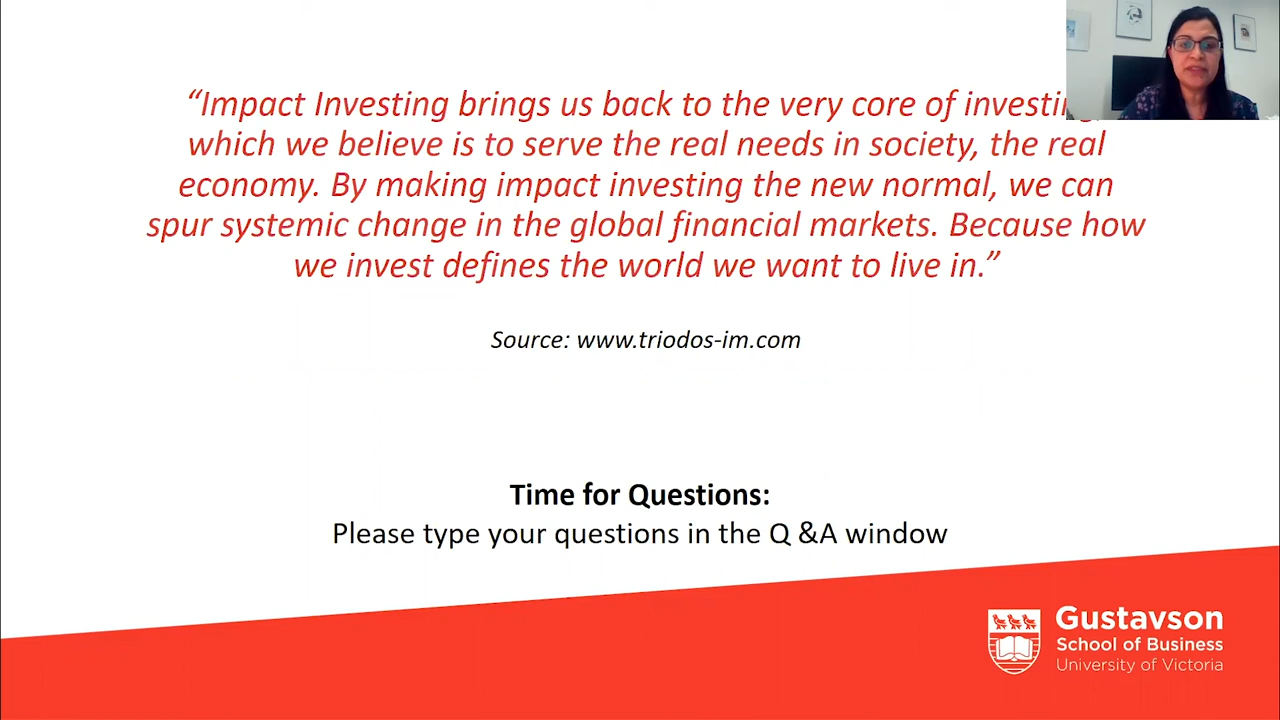 “Impact Investing brings us back to the very core of investing
which we believe is to serve the real needs in society, the real
economy. By making impact investing the new normal, we can
spur systemic change in the global financial markets. Because how
we invest defines the world we want to live in.”
Source: www.triodos-im.com
Time for Questions:
Please type your questions in the Q &A window
Gustavson
School of Business
University of Victoria